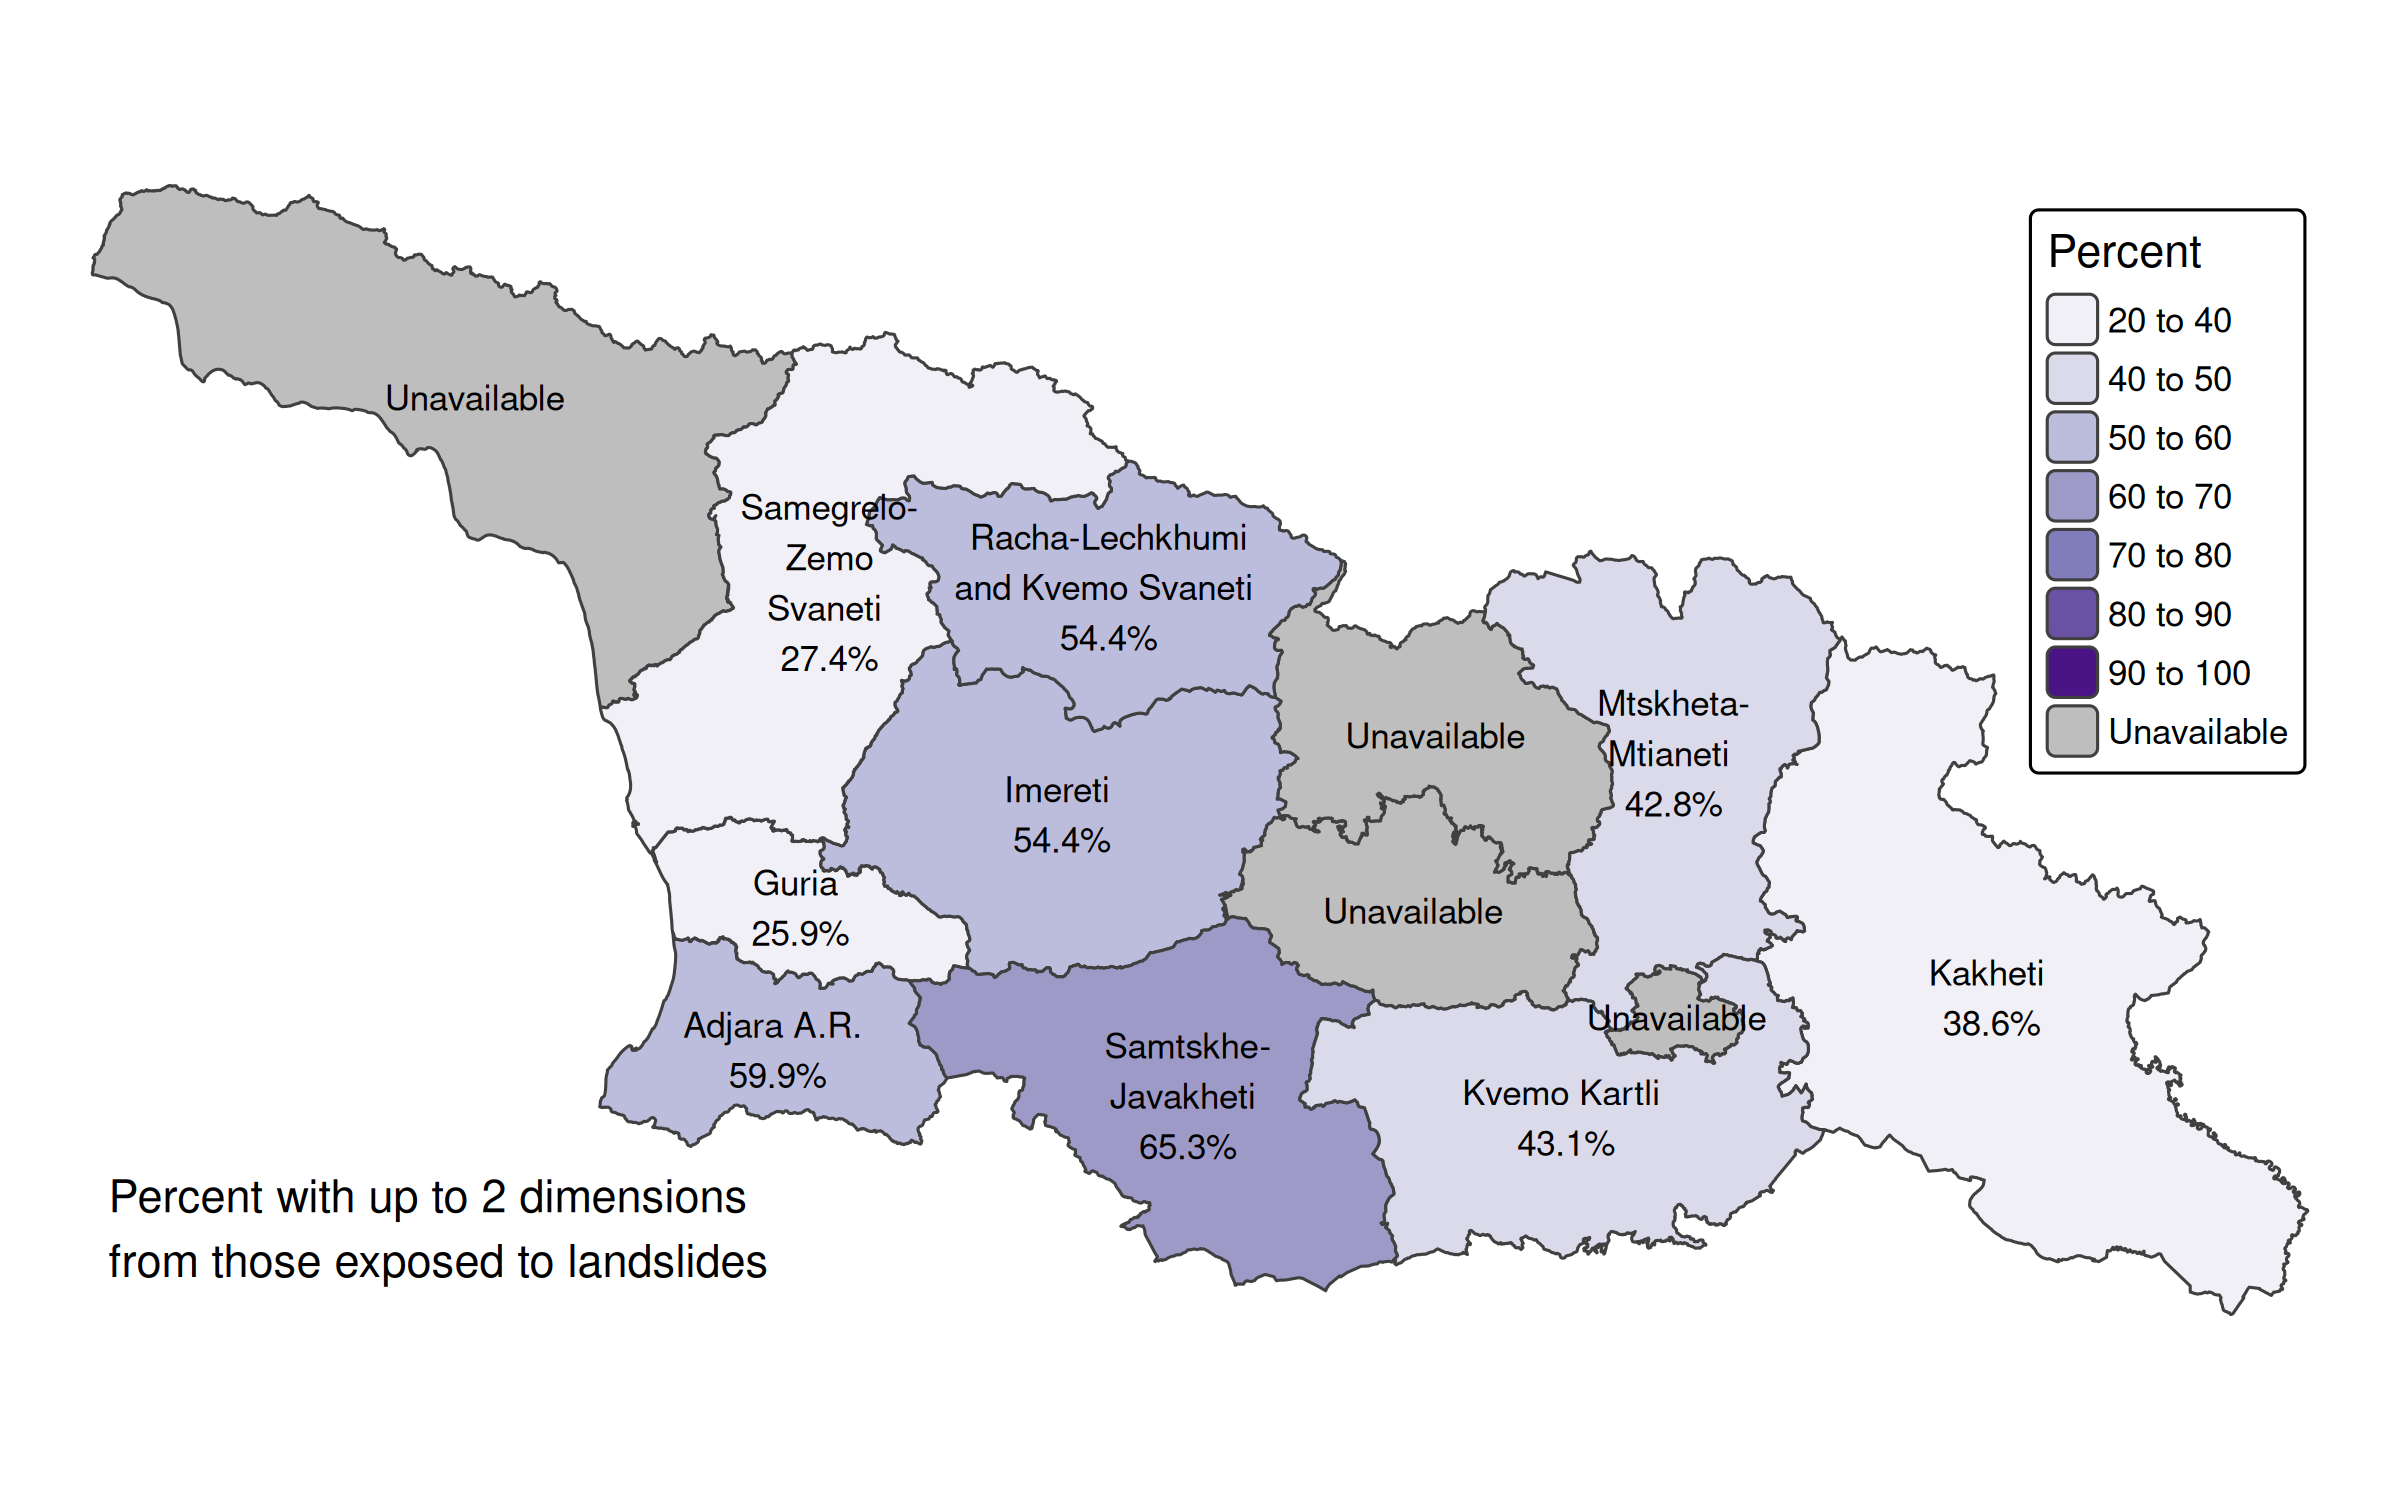 Unavailable
Samegrelo-
Zemo
Svaneti
27.4%
Racha-Lechkhumi
and Kvemo Svaneti
54.4%
Imereti
54.4%
Guria
25.9%
Adjara A.R.
59.9%
Samtskhe-
Javakheti
65.3%
Unavailable
Unavailable
Mtskheta-
Mtianeti
42.8%
Unavailable
Kvemo Kartli
43.1%
Kakheti
38.6%
Percent
20 to 40
40 to 50
50 to 60
60 to 70
70 to 80
80 to 90
90 to 100
Unavailable
Percent with up to 2 dimensions
from those exposed to landslides